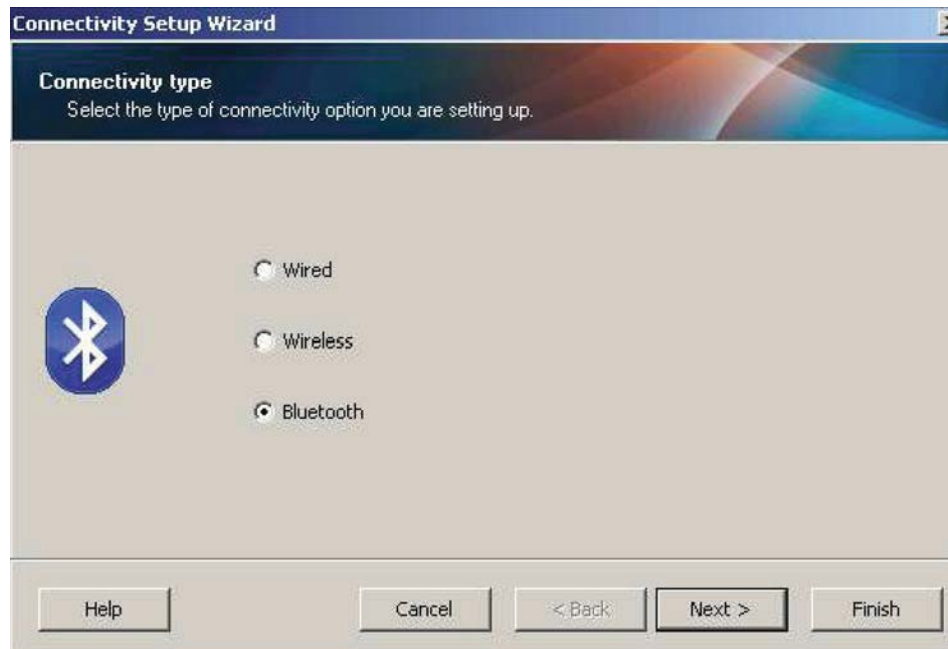 Connectivity Setup Wizard
Connectivity type
Select the type of connectivity option you are setting up.
Wired
Wireless
Bluetooth
Help Cancel < Back Next > Finish